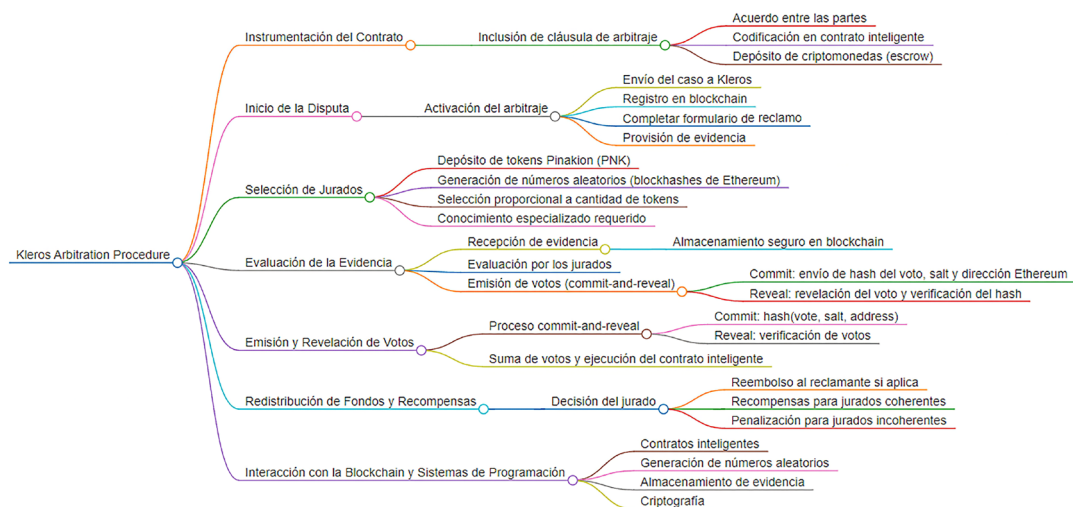 Kleros Arbitration Procedure
Instrumentación del Contrato
Inclusión de cláusula de arbitraje
Acuerdo entre las partes
Codificación en contrato inteligente
Depósito de criptomonedas (escrow)
Inicio de la Disputa
Activación del arbitraje
Envío del caso a Kleros
Registro en blockchain
Completar formulario de reclamo
Provisión de evidencia
Selección de Jurados
Depósito de tokens Pinakion (PNK)
Generación de números aleatorios (blockhashes de Ethereum)
Selección proporcional a cantidad de tokens
Conocimiento especializado requerido
Evaluación de la Evidencia
Recepción de evidencia
Almacenamiento seguro en blockchain
Evaluación por los jurados
Emisión de votos (commit-and-reveal)
Commit: envío de hash del voto, salt y dirección Ethereum
Reveal: revelación del voto y verificación del hash
Emisión y Revelación de Votos
Proceso commit-and-reveal
Commit: hash(vote, salt, address)
Reveal: verificación de votos
Suma de votos y ejecución del contrato inteligente
Redistribución de Fondos y Recompensas
Decisión del jurado
Reembolso al reclamante si aplica
Recompensas para jurados coherentes
Penalización para jurados incoherentes
Interacción con la Blockchain y Sistemas de Programación
Contratos inteligentes
Generación de números aleatorios
Almacenamiento de evidencia
Criptografía